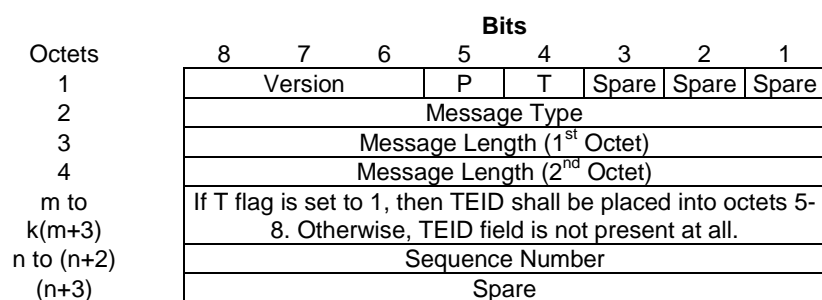 Bits
Octets 8 7 6 5 4 3 2 1
1 Version P T Spare Spare Spare
2 Message Type
3 Message Length (1st Octet)
4 Message Length (2nd Octet)
m to k(m+3) If T flag is set to 1, then TEID shall be placed into octets 5-
8. Otherwise, TEID field is not present at all.
n to (n+2) Sequence Number
(n+3) Spare